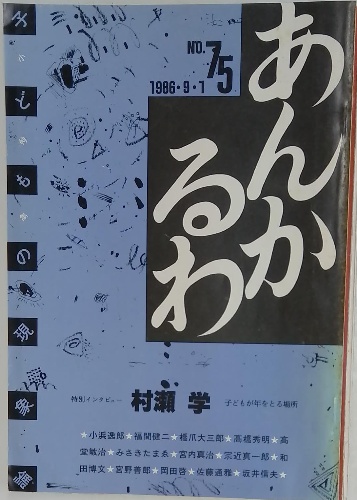 あんか
るわ
NO.75
1986・9・1
子どもの現象論
特別インタビュー 村瀬 学 子どもが年をとる場所
★小浜逸郎★福間健二★橋爪大三郎★高橋秀明★高
堂敏治★みさきたまゑ★宮内真治★宗近真一郎★和
田博文★宮野善郎★岡田啓★佐藤通雅★坂井信夫★